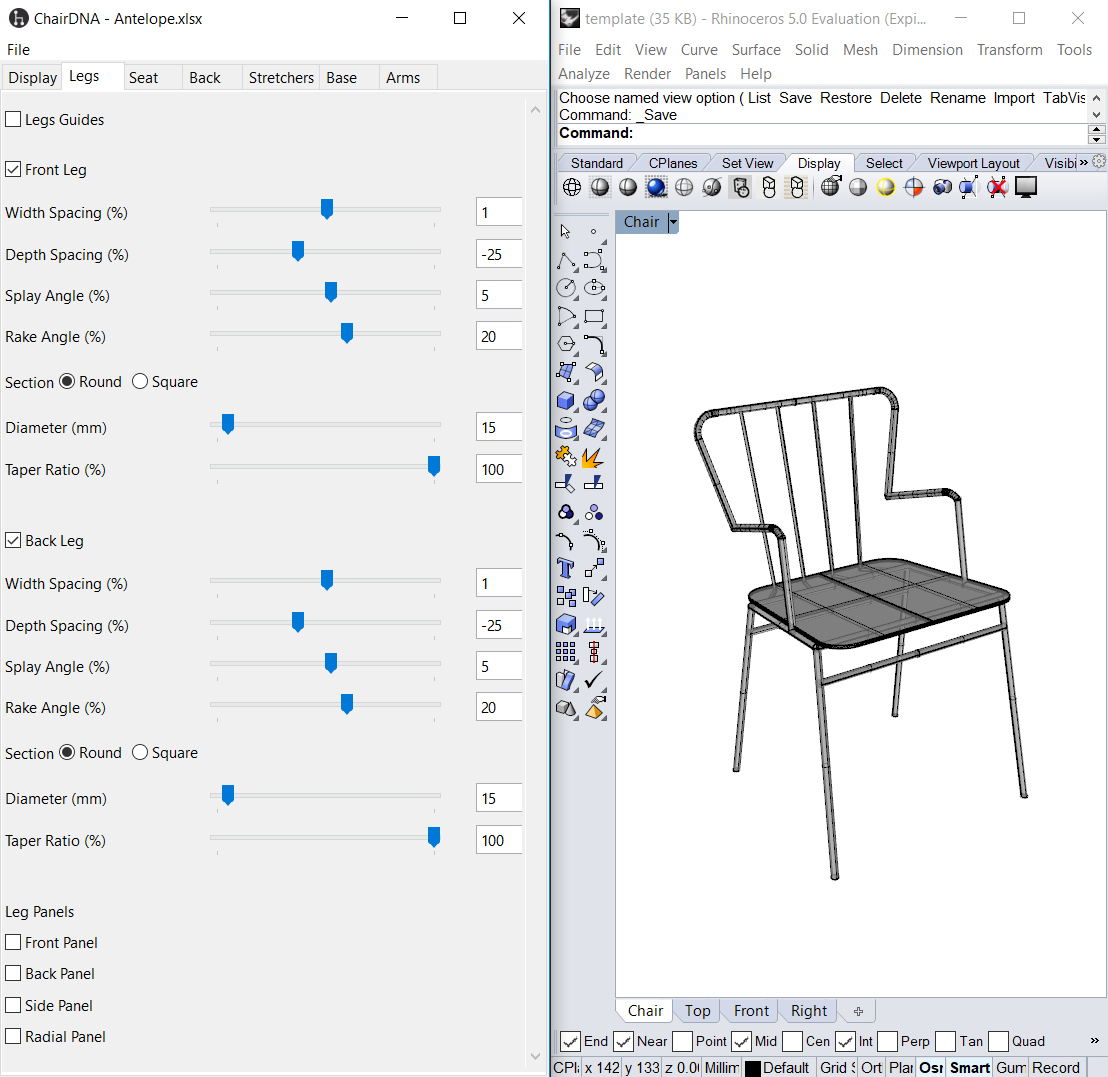 ChairDNA - Antelope.xlsx
File
Display Legs Seat Back Stretchers Base Arms
Legs Guides
Front Leg
Width Spacing (%) 1
Depth Spacing (%) -25
Splay Angle (%) 5
Rake Angle (%) 20
Section Round Square
Diameter (mm) 15
Taper Ratio (%) 100
Back Leg
Width Spacing (%) 1
Depth Spacing (%) -25
Splay Angle (%) 5
Rake Angle (%) 20
Section Round Square
Diameter (mm) 15
Taper Ratio (%) 100
Leg Panels
Front Panel
Back Panel
Side Panel
Radial Panel
template (35 KB) - Rhinoceros 5.0 Evaluation (Expi...
File Edit View Curve Surface Solid Mesh Dimension Transform Tools
Analyze Render Panels Help
Choose named view option ( List Save Restore Delete Rename Import TabVis
Command: _Save
Command:
Standard CPlanes Set View Display Select Viewport Layout Visibi »
Chair
Chair Top Front Right
End Near Point Mid Cen Int Perp Tan Quad »
CPl x 142 y 133 z 0.0 Millim Default Grid S Ort Plar Osn Smart Gum Record